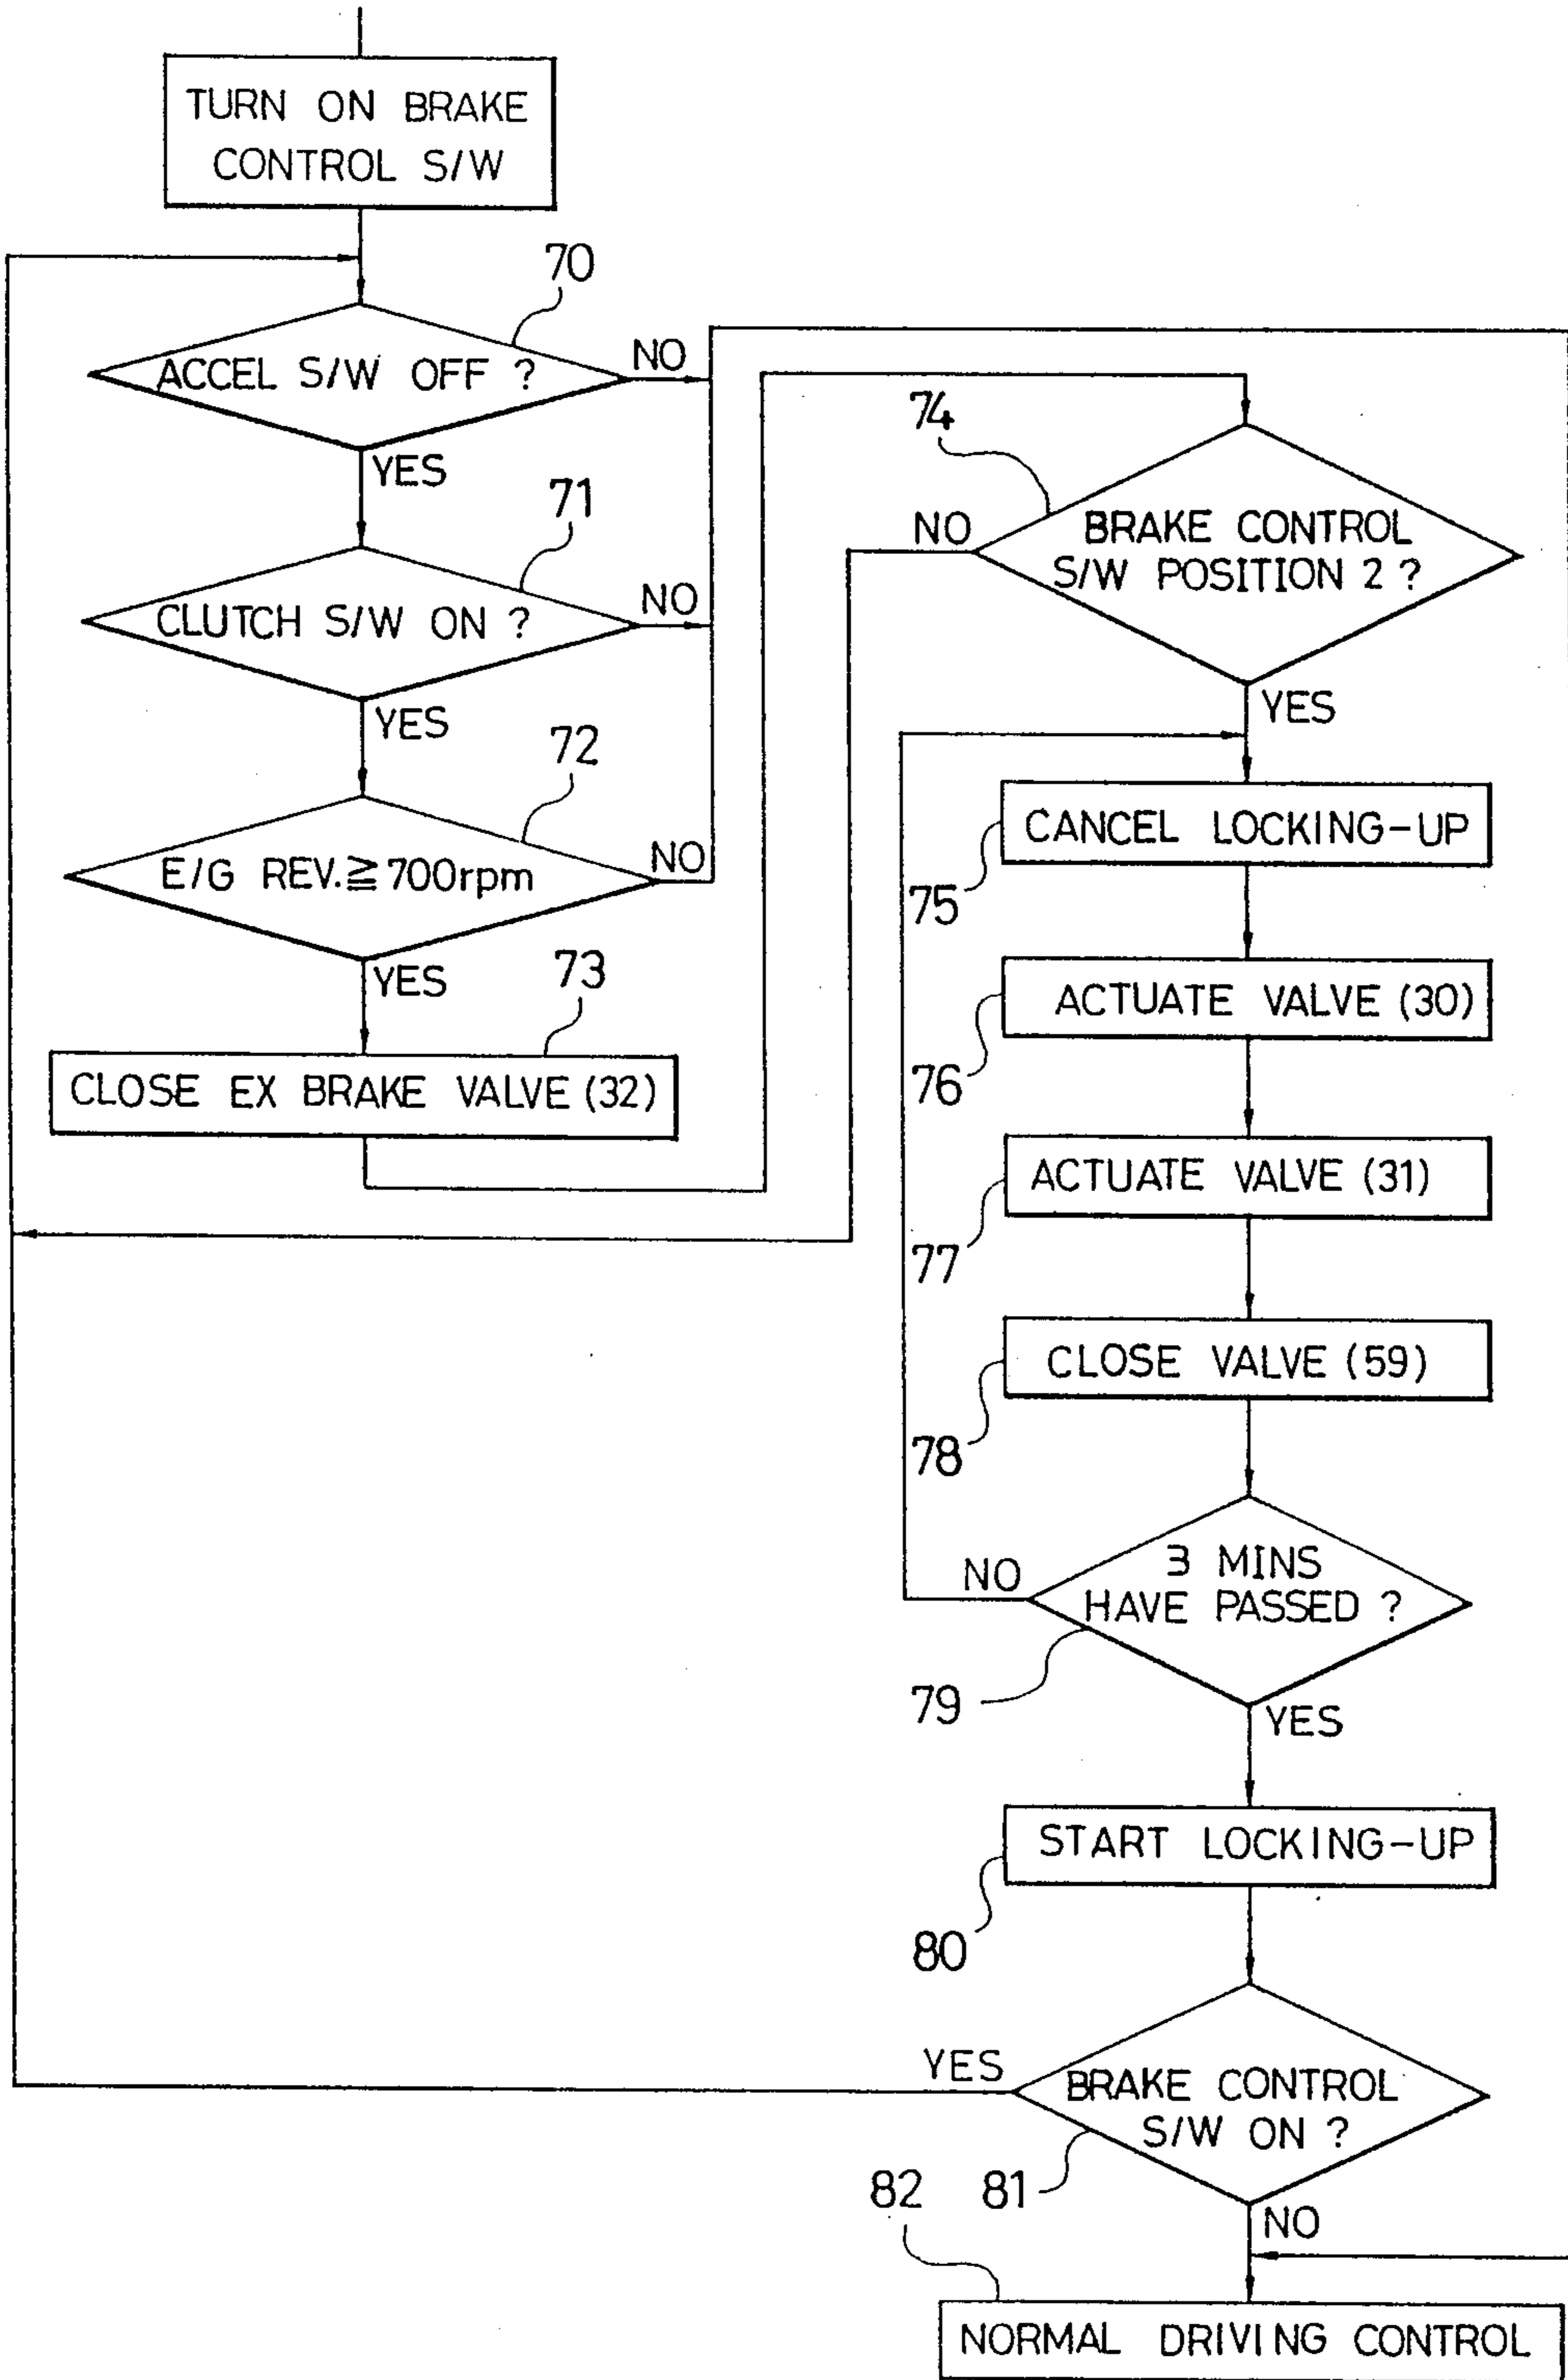 TURN ON BRAKE
CONTROL S/W
70
ACCEL S/W OFF ?
NO
YES
71
CLUTCH S/W ON ?
NO
YES
72
E/G REV.≧700rpm
NO
YES
73
CLOSE EX BRAKE VALVE (32)
74
BRAKE CONTROL
S/W POSITION 2 ?
NO
YES
CANCEL LOCKING-UP
75
ACTUATE VALVE (30)
76
ACTUATE VALVE (31)
77
CLOSE VALVE (59)
78
3 MINS
HAVE PASSED ?
NO
79
YES
START LOCKING-UP
80
YES
BRAKE CONTROL
S/W ON ?
81
NO
82
NORMAL DRIVING CONTROL